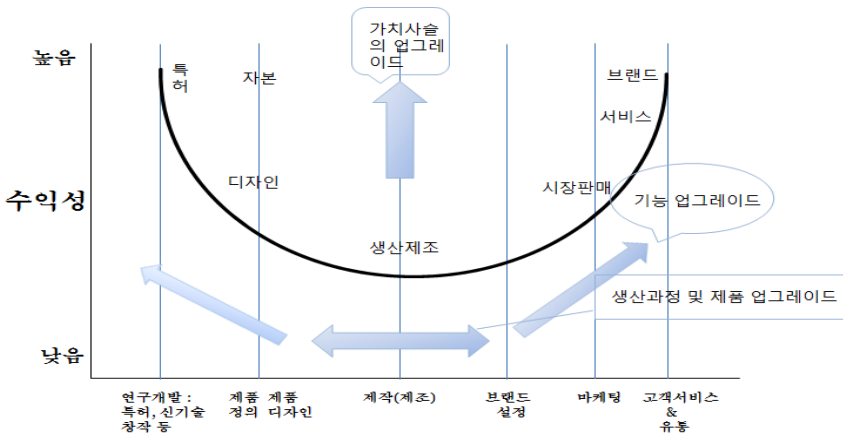 가치사슬
의 업그레
이드
높음
특
허
자본
브랜드
서비스
디자인
시장판매
수익성
기능 업그레이드
생산제조
생산과정 및 제품 업그레이드
낮음
연구개발 :
특허, 신기술
창작 등
제품 제품
정의 디자인
제작(제조)
브랜드
설정
마케팅
고객서비스
&
유통